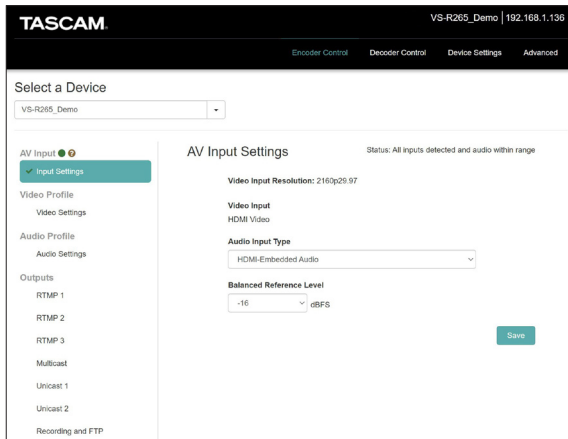 TASCAM.
VS-R265_Demo | 192.168.1.136
Encoder Control Decoder Control Device Settings Advanced
Select a Device
VS-R265_Demo
AV Input
Input Settings
Video Profile
Video Settings
Audio Profile
Audio Settings
Outputs
RTMP 1
RTMP 2
RTMP 3
Multicast
Unicast 1
Unicast 2
Recording and FTP
AV Input Settings
Status: All inputs detected and audio within range
Video Input Resolution: 2160p29.97
Video Input
HDMI Video
Audio Input Type
HDMI-Embedded Audio
Balanced Reference Level
-16 dBFS
Save